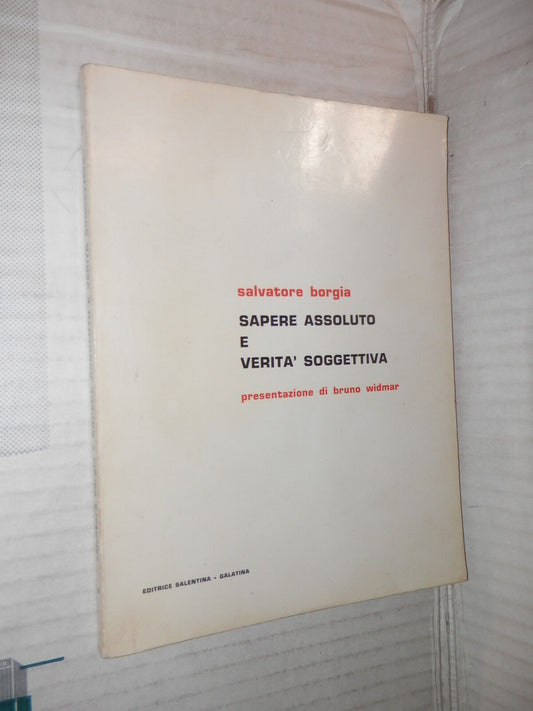 salvatore borgia
SAPERE ASSOLUTO
E
VERITA' SOGGETTIVA
presentazione di bruno widmar
EDITRICE SALENTINA - GALATINA